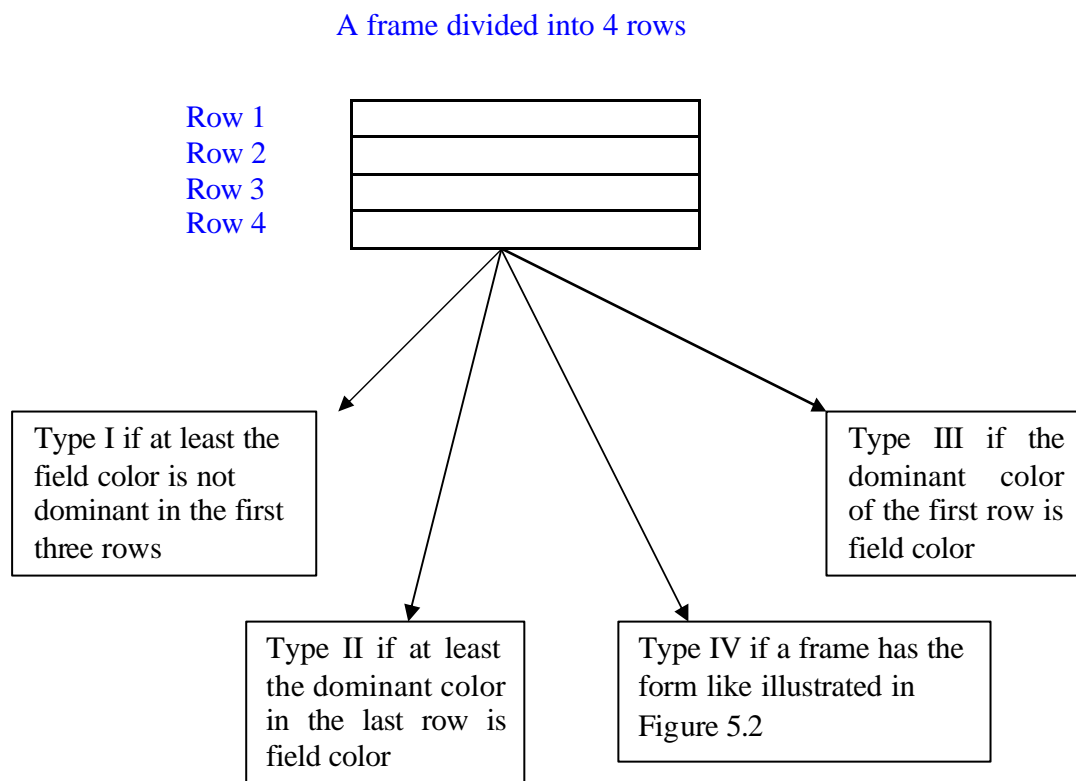 A frame divided into 4 rows
Row 1
Row 2
Row 3
Row 4
Type I if at least the
field color is not
dominant in the first
three rows
Type III if the
dominant color
of the first row is
field color
Type II if at least
the dominant color
in the last row is
field color
Type IV if a frame has the
form like illustrated in
Figure 5.2